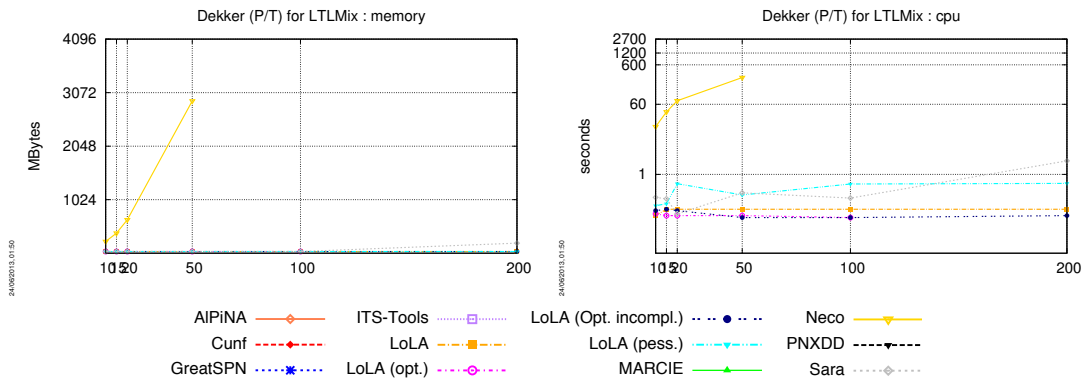 Dekker (P/T) for LTLMix : memory
4096
3072
2048
1024
MBytes
10 15 20 50 100 200
24/06/2013, 01:50
Dekker (P/T) for LTLMix : cpu
2700
1200
600
60
1
seconds
10 15 20 50 100 200
24/06/2013, 01:50
AlPiNA
Cunf
GreatSPN
ITS-Tools
LoLA
LoLA (opt.)
LoLA (Opt. incompl.)
LoLA (pess.)
MARCIE
Neco
PNXDD
Sara